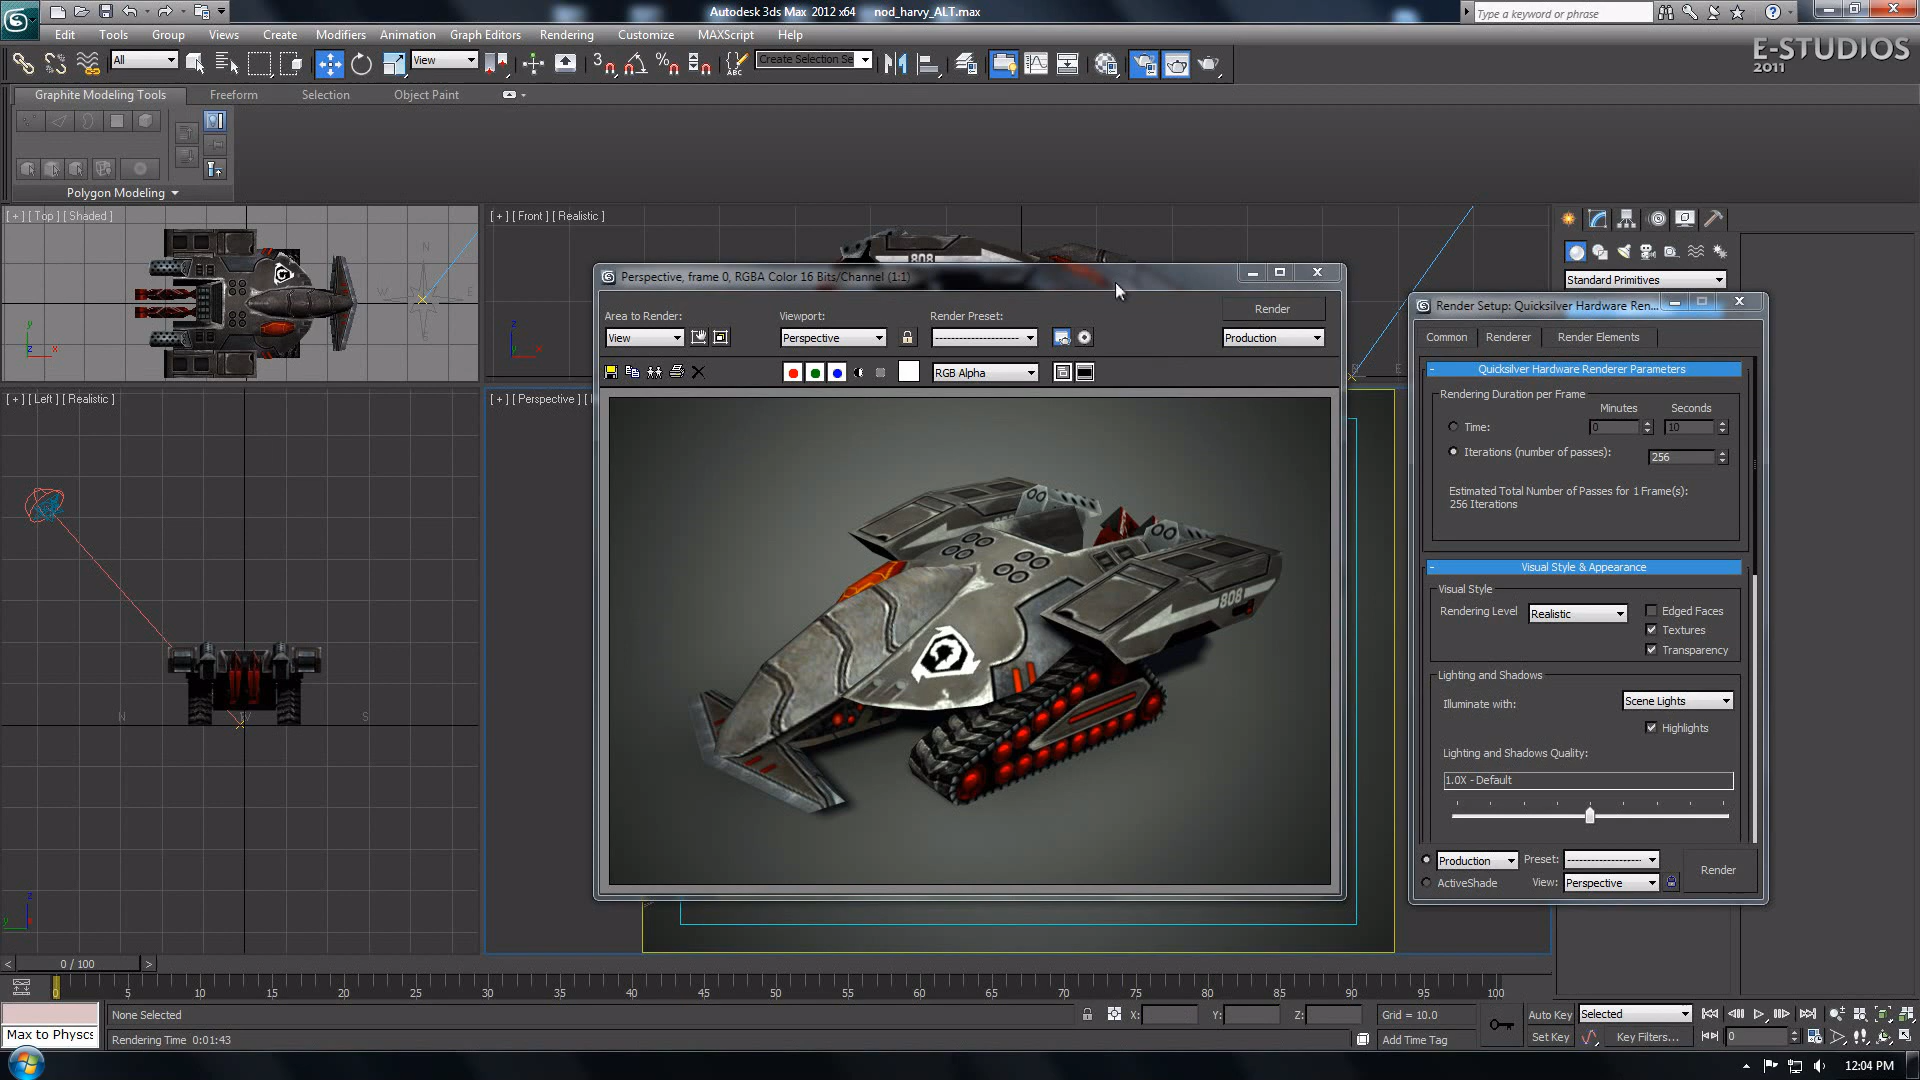 Autodesk 3ds Max 2012 x64 nod_harvy_ALT.max
Type a keyword or phrase
Edit Tools Group Views Create Modifiers Animation Graph Editors Rendering Customize MAXScript Help
E-STUDIOS
2011
All View Create Selection Se
Graphite Modeling Tools Freeform Selection Object Paint
Polygon Modeling
[ + ] [ Top ] [ Shaded ]
[ + ] [ Front ] [ Realistic ]
808
Standard Primitives
Perspective, frame 0, RGBA Color 16 Bits/Channel (1:1)
Area to Render: Viewport: Render Preset: Render
View Perspective Production
RGB Alpha
Render Setup: Quicksilver Hardware Ren...
Common Renderer Render Elements
Quicksilver Hardware Renderer Parameters
Rendering Duration per Frame
Minutes Seconds
Time: 0 10
Iterations (number of passes): 256
Estimated Total Number of Passes for 1 Frame(s):
256 Iterations
Visual Style & Appearance
Visual Style
Rendering Level Realistic Edged Faces
Textures
Transparency
Lighting and Shadows
Illuminate with: Scene Lights
Highlights
Lighting and Shadows Quality:
1.0X - Default
Production Preset: Render
ActiveShade View: Perspective
[ + ] [ Left ] [ Realistic ]
[ + ] [ Perspective ] [
808
N W S
N
W E
S
0 / 100
0 5 10 15 20 25 30 35 40 45 50 55 60 65 70 75 80 85 90 95 100
None Selected X: Y: Z: Grid = 10.0 Auto Key Selected
Max to Physcs Rendering Time 0:01:43 Add Time Tag Set Key Key Filters... 0
12:04 PM